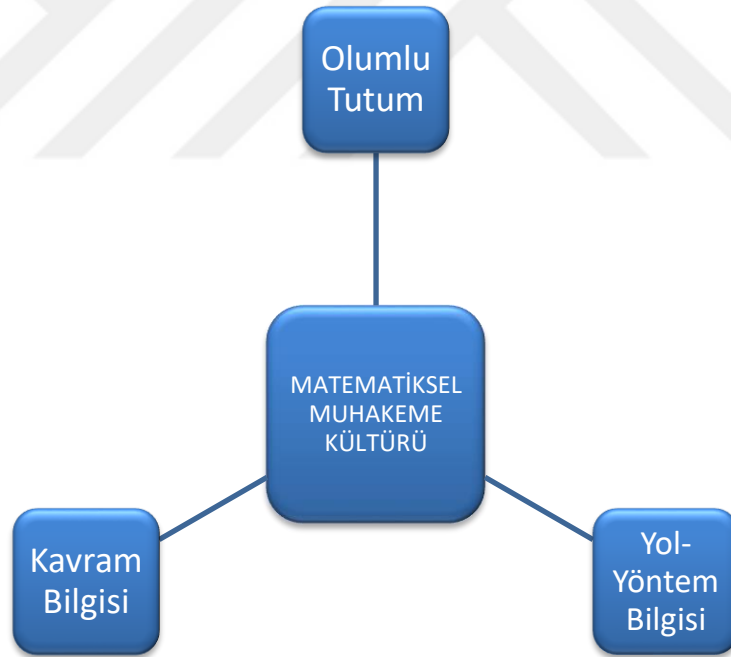 Olumlu
Tutum
MATEMATİKSEL
MUHAKEME
KÜLTÜRÜ
Kavram
Bilgisi
Yol-
Yöntem
Bilgisi